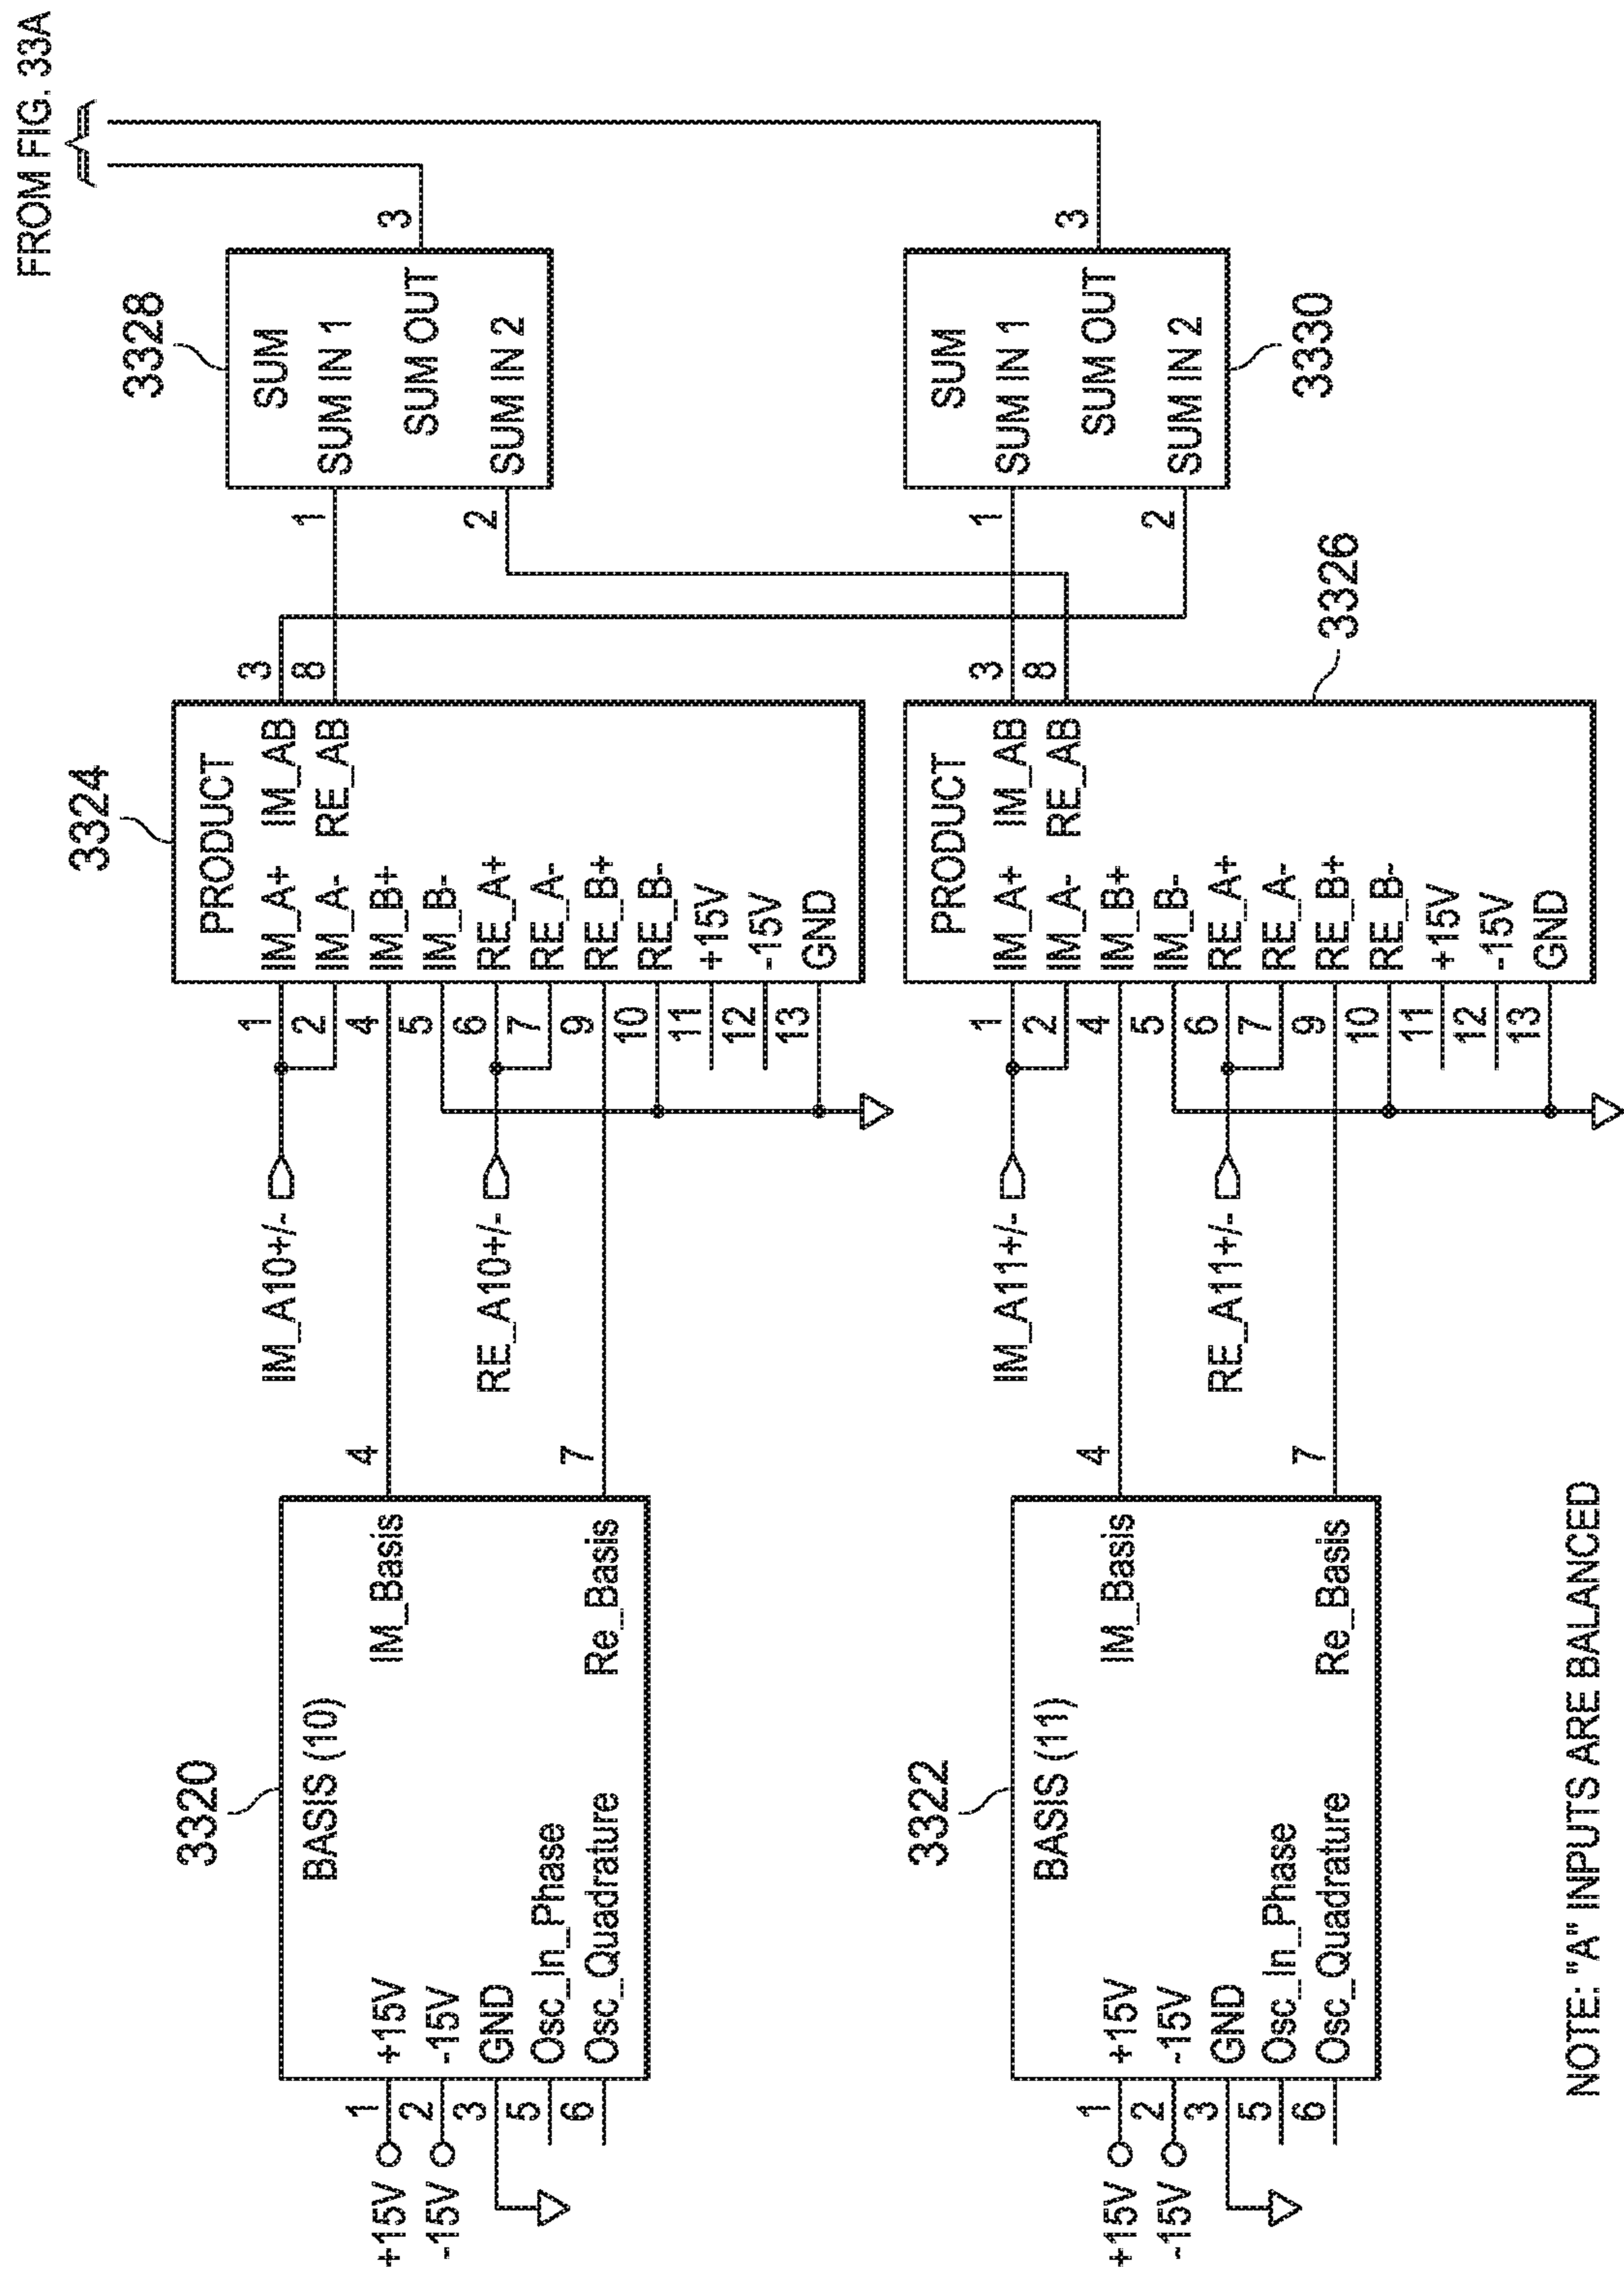 FROM FIG. 33A
3320
BASIS (10)
+15V 1 +15V
-15V 2 -15V
3 GND
5 Osc_In_Phase
6 Osc_Quadrature
IM_Basis 4
Re_Basis 7
IM_A10+/-
RE_A10+/-
3324
PRODUCT
1 IM_A+ IM_AB 3
2 IM_A- RE_AB 8
4 IM_B+
5 IM_B-
6 RE_A+
7 RE_A-
9 RE_B+
10 RE_B-
11 +15V
12 -15V
13 GND
3328
SUM
1 SUM IN 1
SUM OUT 3
2 SUM IN 2
3322
BASIS (11)
+15V 1 +15V
-15V 2 -15V
3 GND
5 Osc_In_Phase
6 Osc_Quadrature
IM_Basis 4
Re_Basis 7
IM_A11+/-
RE_A11+/-
PRODUCT
1 IM_A+ IM_AB 3
2 IM_A- RE_AB 8
4 IM_B+
5 IM_B-
6 RE_A+
7 RE_A-
9 RE_B+
10 RE_B-
11 +15V
12 -15V
13 GND
3326
SUM
1 SUM IN 1
SUM OUT 3
2 SUM IN 2
3330
NOTE: "A" INPUTS ARE BALANCED